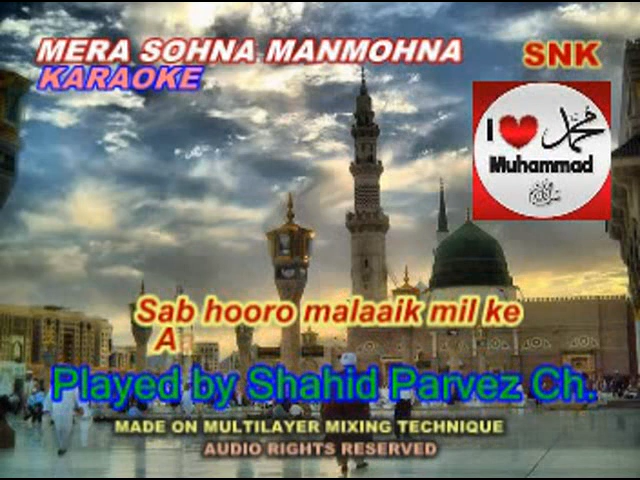 MERA SOHNA MANMOHNA
KARAOKE
SNK
I ❤ محمد
Muhammad
Sab hooro malaaik mil ke
A
Played by Shahid Parvez Ch..
MADE ON MULTILAYER MIXING TECHNIQUE
AUDIO RIGHTS RESERVED